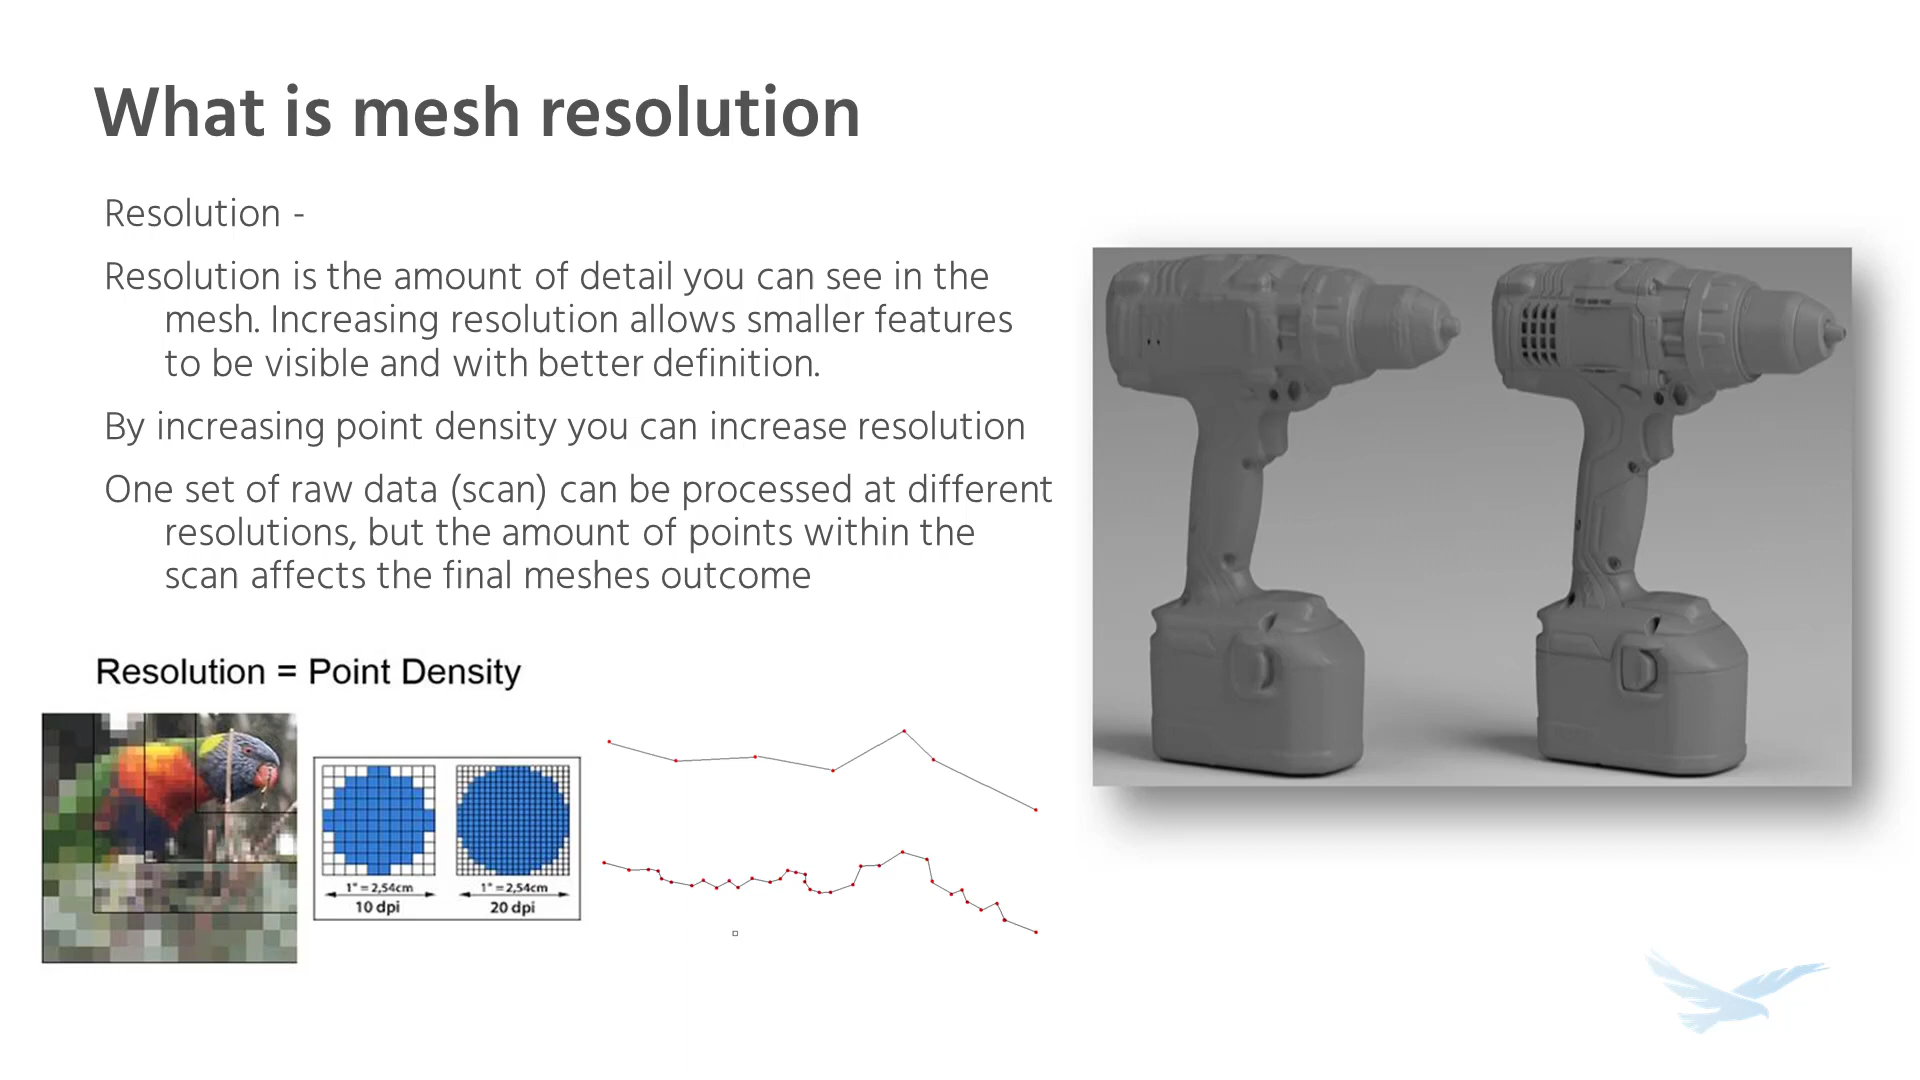 What is mesh resolution
Resolution -
Resolution is the amount of detail you can see in the
mesh. Increasing resolution allows smaller features
to be visible and with better definition.
By increasing point density you can increase resolution
One set of raw data (scan) can be processed at different
resolutions, but the amount of points within the
scan affects the final meshes outcome
Resolution = Point Density
1" = 2,54cm
10 dpi
1" = 2,54cm
20 dpi